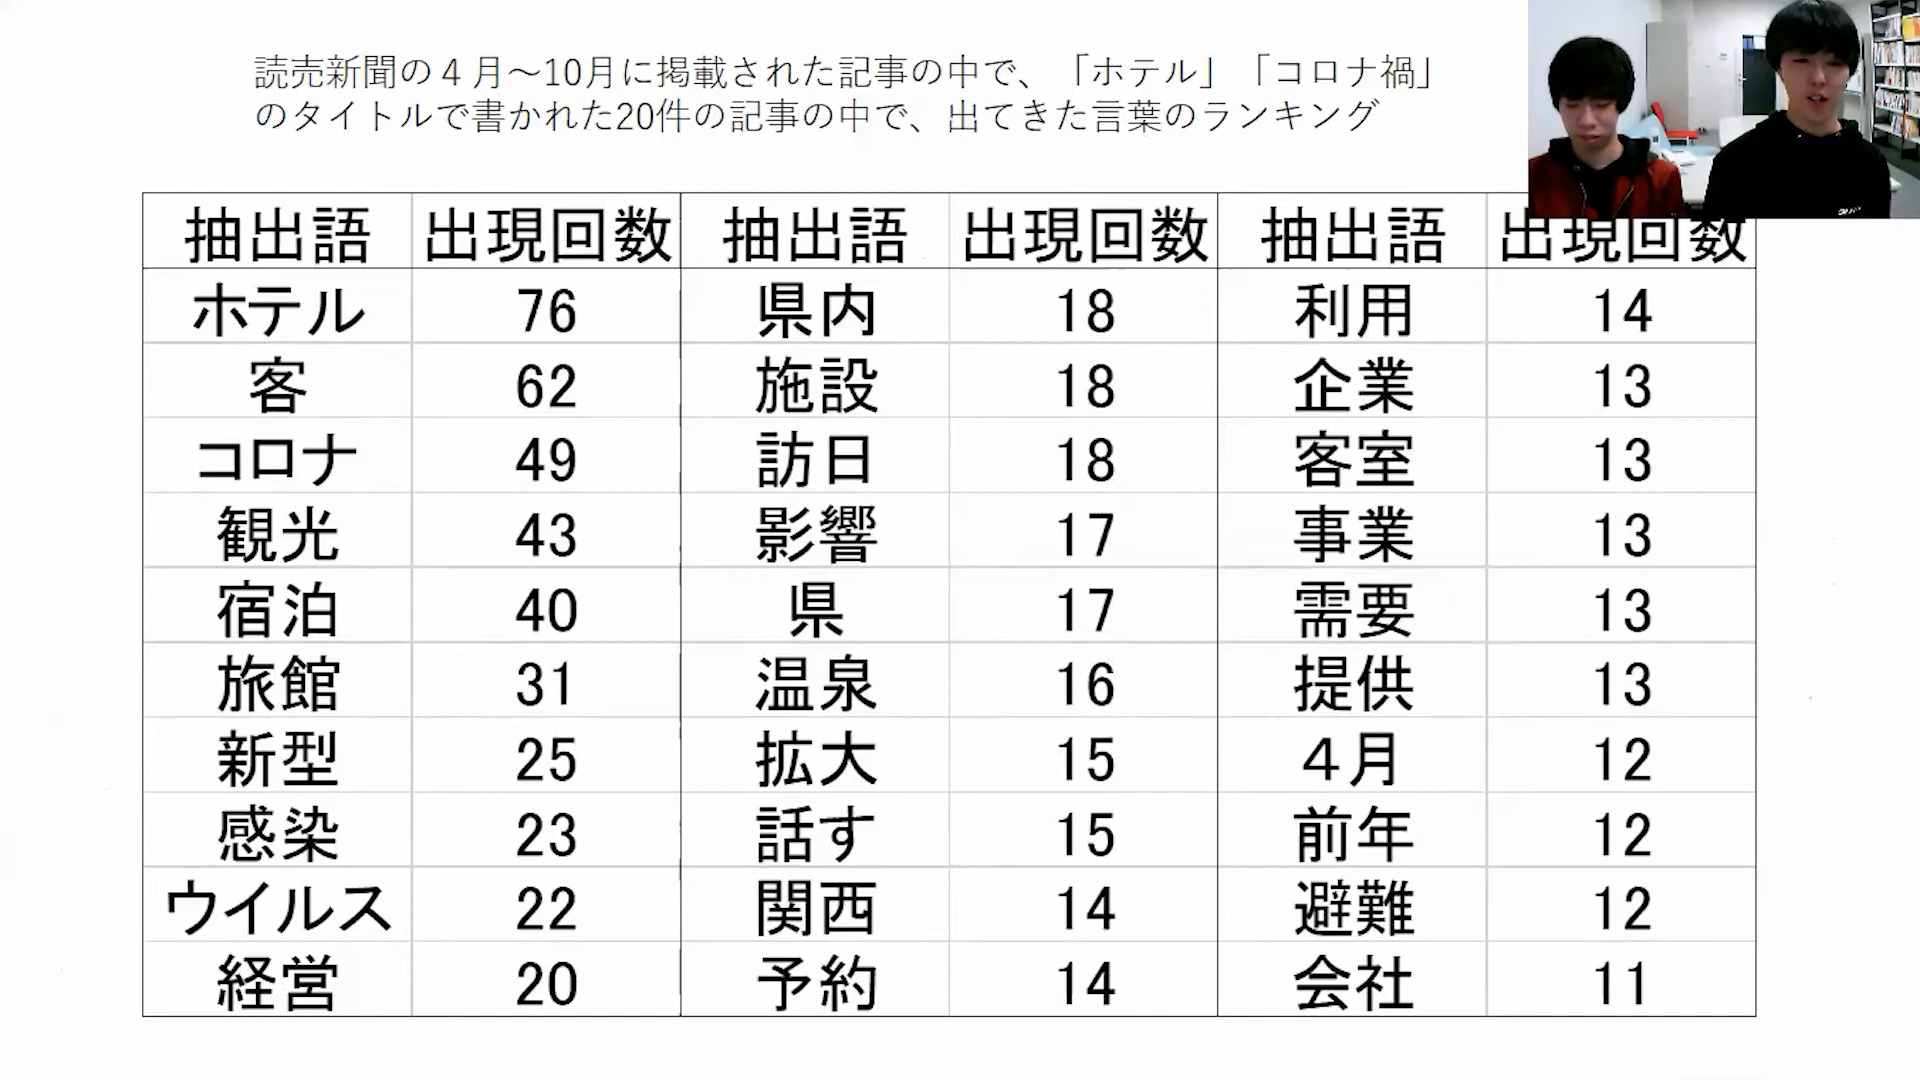 読売新聞の４月～10月に掲載された記事の中で、「ホテル」「コロナ禍」
のタイトルで書かれた20件の記事の中で、出てきた言葉のランキング
抽出語 出現回数 抽出語 出現回数 抽出語 出現回数
ホテル 76 県内 18 利用 14
客 62 施設 18 企業 13
コロナ 49 訪日 18 客室 13
観光 43 影響 17 事業 13
宿泊 40 県 17 需要 13
旅館 31 温泉 16 提供 13
新型 25 拡大 15 ４月 12
感染 23 話す 15 前年 12
ウイルス 22 関西 14 避難 12
経営 20 予約 14 会社 11